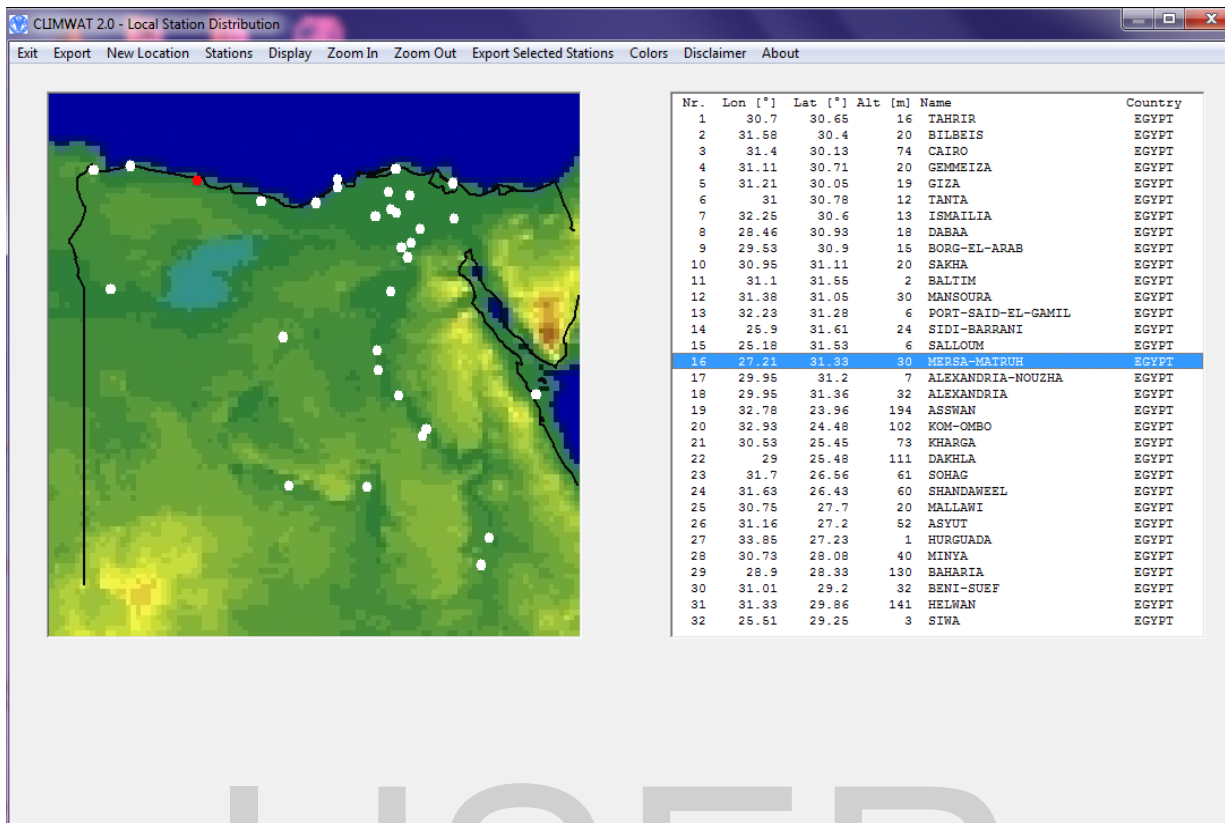 CLIMWAT 2.0 - Local Station Distribution
Exit Export New Location Stations Display Zoom In Zoom Out Export Selected Stations Colors Disclaimer About
Nr. Lon [°] Lat [°] Alt [m] Name Country
1 30.7 30.65 16 TAHRIR EGYPT
2 31.58 30.4 20 BILBEIS EGYPT
3 31.4 30.13 74 CAIRO EGYPT
4 31.11 30.71 20 GEMMEIZA EGYPT
5 31.21 30.05 19 GIZA EGYPT
6 31 30.78 12 TANTA EGYPT
7 32.25 30.6 13 ISMAILIA EGYPT
8 28.46 30.93 18 DABAA EGYPT
9 29.53 30.9 15 BORG-EL-ARAB EGYPT
10 30.95 31.11 20 SAKHA EGYPT
11 31.1 31.55 2 BALTIM EGYPT
12 31.38 31.05 30 MANSOURA EGYPT
13 32.23 31.28 6 PORT-SAID-EL-GAMIL EGYPT
14 25.9 31.61 24 SIDI-BARRANI EGYPT
15 25.18 31.53 6 SALLOUM EGYPT
16 27.21 31.33 30 MERSA-MATRUH EGYPT
17 29.95 31.2 7 ALEXANDRIA-NOUZHA EGYPT
18 29.95 31.36 32 ALEXANDRIA EGYPT
19 32.78 23.96 194 ASSWAN EGYPT
20 32.93 24.48 102 KOM-OMBO EGYPT
21 30.53 25.45 73 KHARGA EGYPT
22 29 25.48 111 DAKHLA EGYPT
23 31.7 26.56 61 SOHAG EGYPT
24 31.63 26.43 60 SHANDAWEEL EGYPT
25 30.75 27.7 20 MALLAWI EGYPT
26 31.16 27.2 52 ASYUT EGYPT
27 33.85 27.23 1 HURGUADA EGYPT
28 30.73 28.08 40 MINYA EGYPT
29 28.9 28.33 130 BAHARIA EGYPT
30 31.01 29.2 32 BENI-SUEF EGYPT
31 31.33 29.86 141 HELWAN EGYPT
32 25.51 29.25 3 SIWA EGYPT